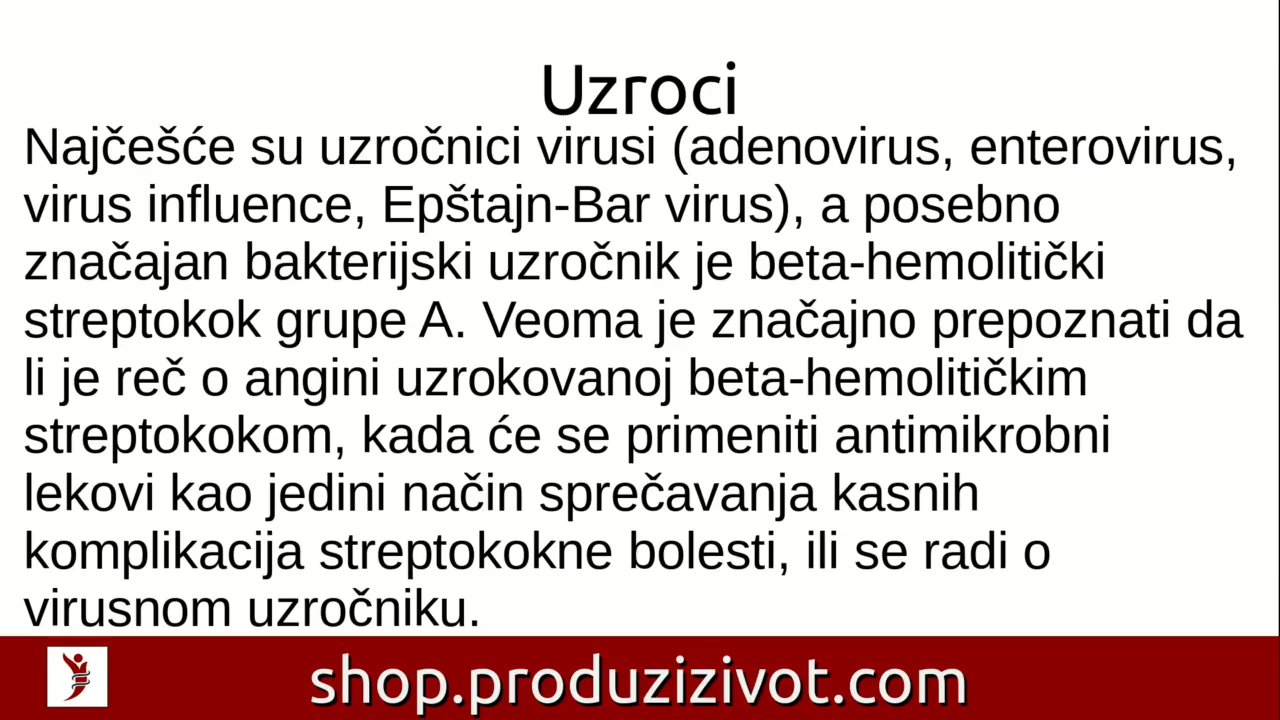 Uzroci
Najčešće su uzročnici virusi (adenovirus, enterovirus,
virus influence, Epštajn-Bar virus), a posebno
značajan bakterijski uzročnik je beta-hemolitički
streptokok grupe A. Veoma je značajno prepoznati da
li je reč o angini uzrokovanoj beta-hemolitičkim
streptokokom, kada će se primeniti antimikrobni
lekovi kao jedini način sprečavanja kasnih
komplikacija streptokokne bolesti, ili se radi o
virusnom uzročniku.
shop.produzizivot.com